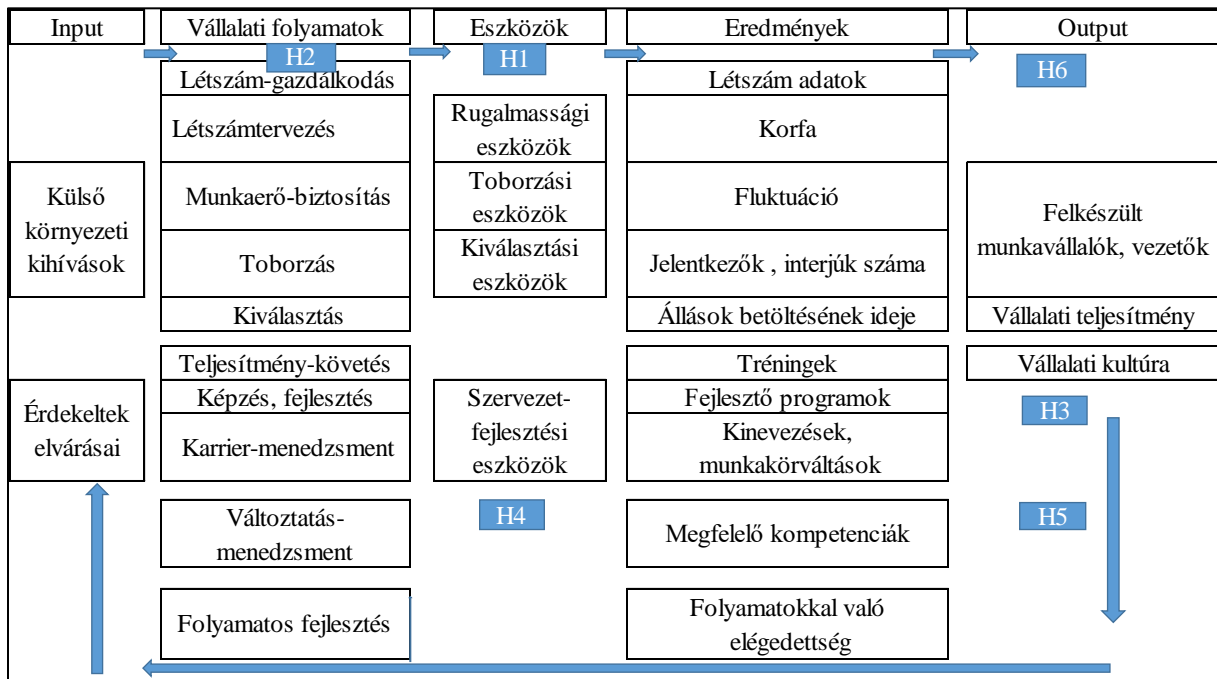 Input
Vállalati folyamatok
Eszközök
Eredmények
Output
H2
H1
H6
Létszám-gazdálkodás
Létszám adatok
Létszámtervezés
Rugalmassági
eszközök
Korfa
Külső
környezeti
kihívások
Munkaerő-biztosítás
Toborzási
eszközök
Fluktuáció
Felkészült
munkavállalók, vezetők
Toborzás
Kiválasztási
eszközök
Jelentkezők , interjúk száma
Kiválasztás
Állások betöltésének ideje
Vállalati teljesítmény
Teljesítmény-követés
Tréningek
Vállalati kultúra
Érdekeltek
elvárásai
Képzés, fejlesztés
Szervezet-
fejlesztési
eszközök
Fejlesztő programok
H3
Karrier-menedzsment
Kinevezések,
munkakörváltások
Változtatás-
menedzsment
H4
Megfelelő kompetenciák
H5
Folyamatos fejlesztés
Folyamatokkal való
elégedettség